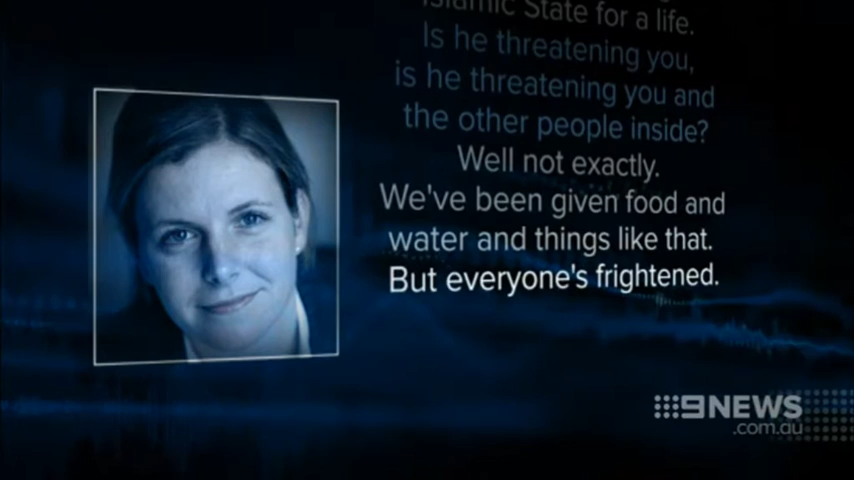 Islamic State for a life.
Is he threatening you,
is he threatening you and
the other people inside?
Well not exactly.
We've been given food and
water and things like that.
But everyone's frightened.
9NEWS
.com.au